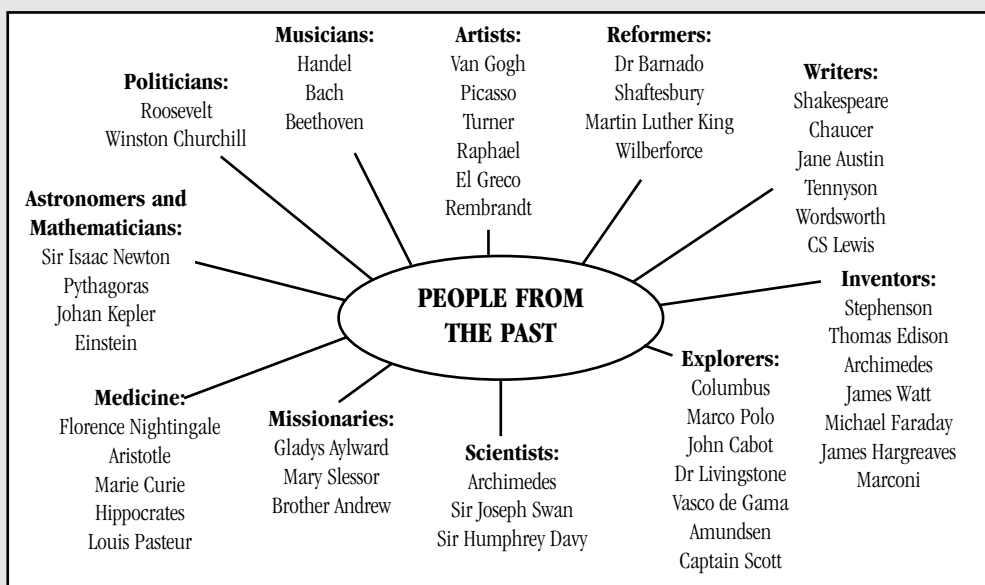 Musicians:
Handel
Bach
Beethoven
Artists:
Van Gogh
Picasso
Turner
Raphael
El Greco
Rembrandt
Reformers:
Dr Barnado
Shaftesbury
Martin Luther King
Wilberforce
Writers:
Shakespeare
Chaucer
Jane Austin
Tennyson
Wordsworth
CS Lewis
Politicians:
Roosevelt
Winston Churchill
Astronomers and
Mathematicians:
Sir Isaac Newton
Pythagoras
Johan Kepler
Einstein
PEOPLE FROM
THE PAST
Inventors:
Stephenson
Thomas Edison
Archimedes
James Watt
Michael Faraday
James Hargreaves
Marconi
Medicine:
Florence Nightingale
Aristotle
Marie Curie
Hippocrates
Louis Pasteur
Missionaries:
Gladys Aylward
Mary Slessor
Brother Andrew
Scientists:
Archimedes
Sir Joseph Swan
Sir Humphrey Davy
Explorers:
Columbus
Marco Polo
John Cabot
Dr Livingstone
Vasco de Gama
Amundsen
Captain Scott